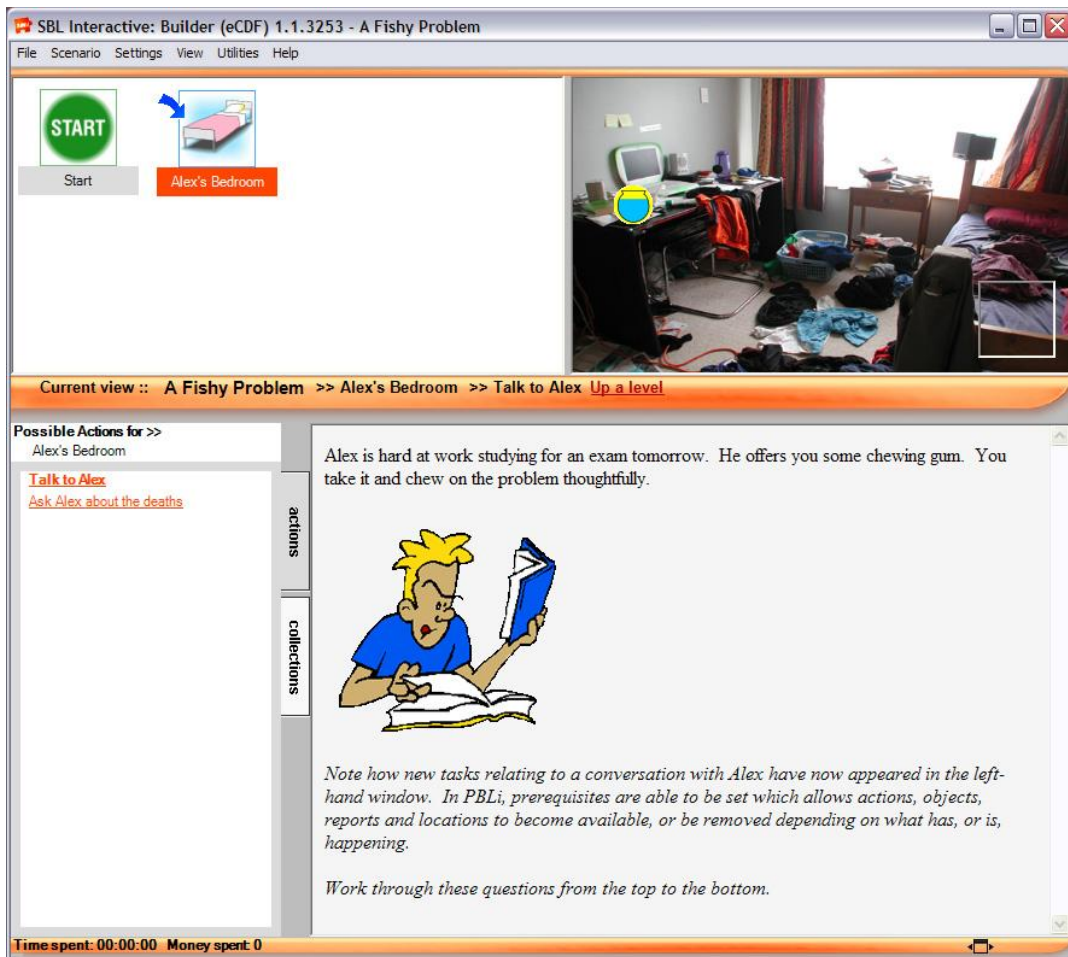 SBL Interactive: Builder (eCDF) 1.1.3253 - A Fishy Problem
File Scenario Settings View Utilities Help
START
Start
Alex's Bedroom
Current view :: A Fishy Problem >> Alex's Bedroom >> Talk to Alex Up a level
Possible Actions for >>
Alex's Bedroom
Talk to Alex
Ask Alex about the deaths
actions
collections
Alex is hard at work studying for an exam tomorrow. He offers you some chewing gum. You
take it and chew on the problem thoughtfully.
Note how new tasks relating to a conversation with Alex have now appeared in the left-
hand window. In PBLi, prerequisites are able to be set which allows actions, objects,
reports and locations to become available, or be removed depending on what has, or is,
happening.
Work through these questions from the top to the bottom.
Time spent: 00:00:00 Money spent: 0